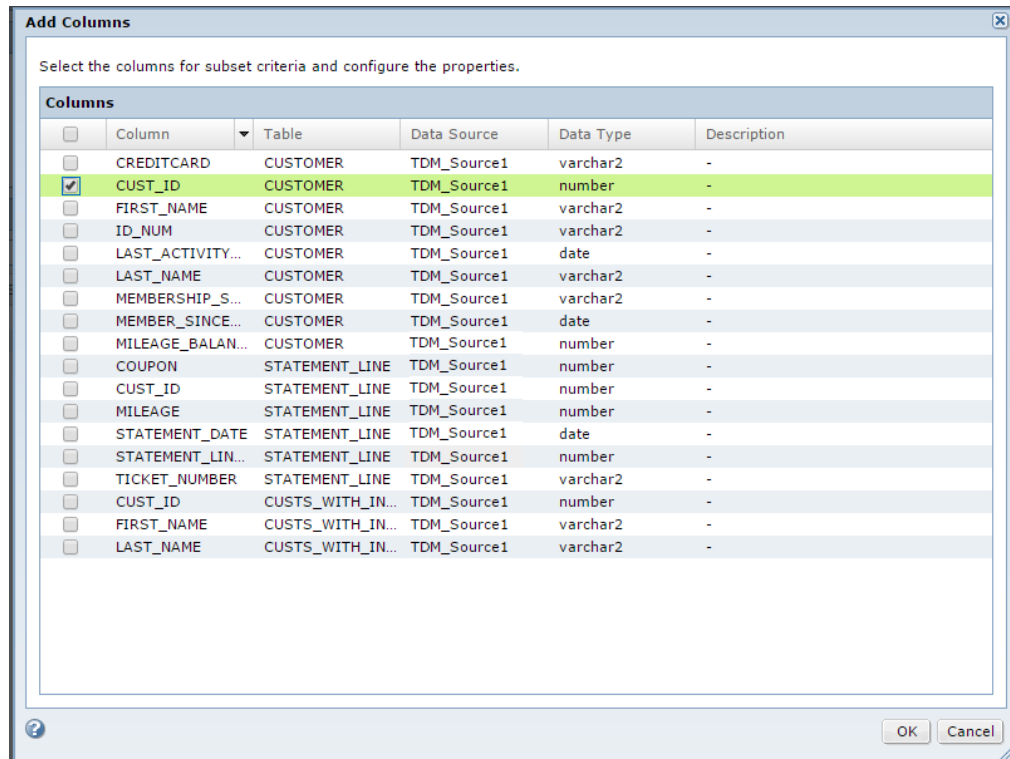 Add Columns
Select the columns for subset criteria and configure the properties.
Columns
Column Table Data Source Data Type Description
CREDITCARD CUSTOMER TDM_Source1 varchar2 -
CUST_ID CUSTOMER TDM_Source1 number -
FIRST_NAME CUSTOMER TDM_Source1 varchar2 -
ID_NUM CUSTOMER TDM_Source1 varchar2 -
LAST_ACTIVITY... CUSTOMER TDM_Source1 date -
LAST_NAME CUSTOMER TDM_Source1 varchar2 -
MEMBERSHIP_S... CUSTOMER TDM_Source1 varchar2 -
MEMBER_SINCE... CUSTOMER TDM_Source1 date -
MILEAGE_BALAN... CUSTOMER TDM_Source1 number -
COUPON STATEMENT_LINE TDM_Source1 number -
CUST_ID STATEMENT_LINE TDM_Source1 number -
MILEAGE STATEMENT_LINE TDM_Source1 number -
STATEMENT_DATE STATEMENT_LINE TDM_Source1 date -
STATEMENT_LIN... STATEMENT_LINE TDM_Source1 number -
TICKET_NUMBER STATEMENT_LINE TDM_Source1 varchar2 -
CUST_ID CUSTS_WITH_IN... TDM_Source1 number -
FIRST_NAME CUSTS_WITH_IN... TDM_Source1 varchar2 -
LAST_NAME CUSTS_WITH_IN... TDM_Source1 varchar2 -
? OK Cancel